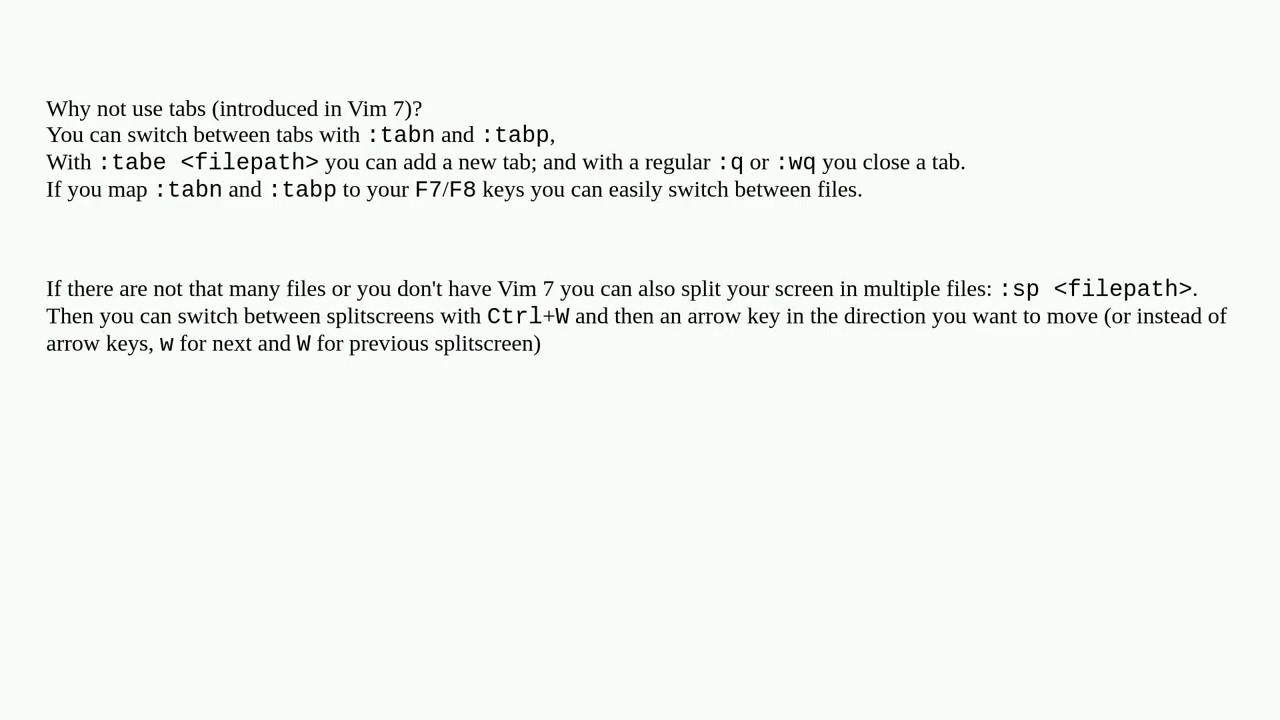 Why not use tabs (introduced in Vim 7)?
You can switch between tabs with :tabn and :tabp,
With :tabe <filepath> you can add a new tab; and with a regular :q or :wq you close a tab.
If you map :tabn and :tabp to your F7/F8 keys you can easily switch between files.
If there are not that many files or you don't have Vim 7 you can also split your screen in multiple files: :sp <filepath>.
Then you can switch between splitscreens with Ctrl+W and then an arrow key in the direction you want to move (or instead of
arrow keys, w for next and W for previous splitscreen)